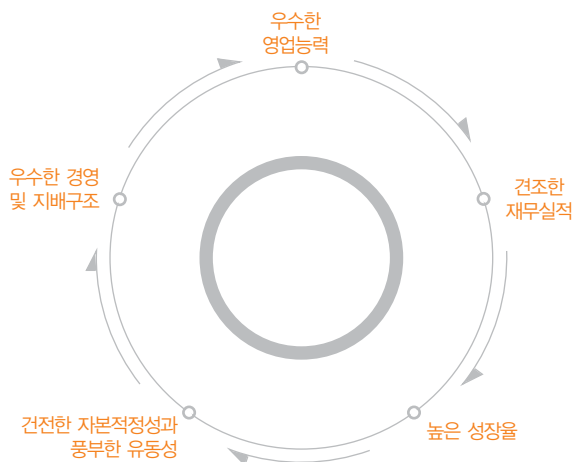 우수한
영업능력
우수한 경영
및 지배구조
견조한
재무실적
건전한 자본적정성과
풍부한 유동성
높은 성장율